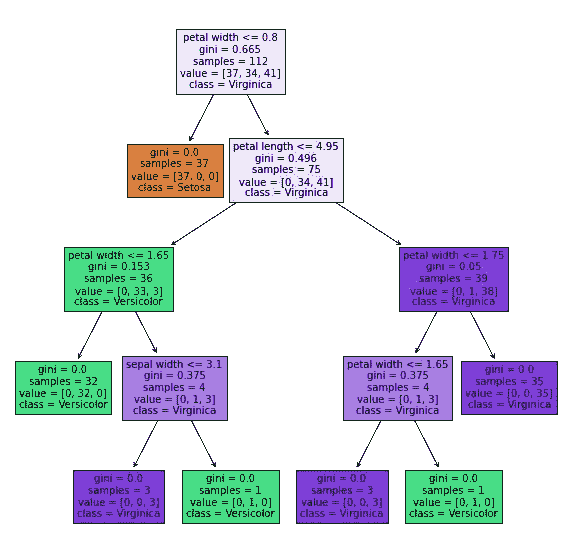 petal width <= 0.8
gini = 0.665
samples = 112
value = [37, 34, 41]
class = Virginica
gini = 0.0
samples = 37
value = [37, 0, 0]
class = Setosa
petal length <= 4.95
gini = 0.496
samples = 75
value = [0, 34, 41]
class = Virginica
petal width <= 1.65
gini = 0.153
samples = 36
value = [0, 33, 3]
class = Versicolor
petal width <= 1.75
gini = 0.05
samples = 39
value = [0, 1, 38]
class = Virginica
gini = 0.0
samples = 32
value = [0, 32, 0]
class = Versicolor
sepal width <= 3.1
gini = 0.375
samples = 4
value = [0, 1, 3]
class = Virginica
petal width <= 1.65
gini = 0.375
samples = 4
value = [0, 1, 3]
class = Virginica
gini = 0.0
samples = 35
value = [0, 0, 35]
class = Virginica
gini = 0.0
samples = 3
value = [0, 0, 3]
class = Virginica
gini = 0.0
samples = 1
value = [0, 1, 0]
class = Versicolor
gini = 0.0
samples = 3
value = [0, 0, 3]
class = Virginica
gini = 0.0
samples = 1
value = [0, 1, 0]
class = Versicolor